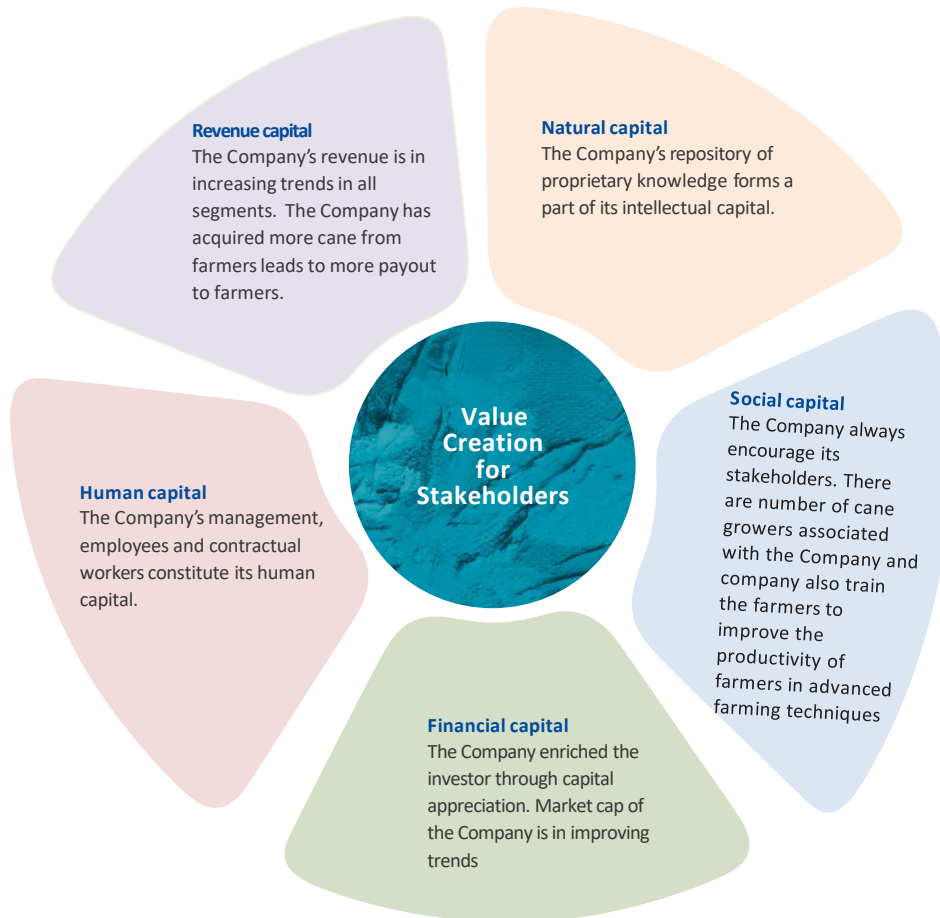 Revenue capital
The Company’s revenue is in
increasing trends in all
segments. The Company has
acquired more cane from
farmers leads to more payout
to farmers.
Natural capital
The Company’s repository of
proprietary knowledge forms a
part of its intellectual capital.
Social capital
The Company always
encourage its
stakeholders. There
are number of cane
growers associated
with the Company and
company also train
the farmers to
improve the
productivity of
farmers in advanced
farming techniques
Value
Creation
for
Stakeholders
Human capital
The Company’s management,
employees and contractual
workers constitute its human
capital.
Financial capital
The Company enriched the
investor through capital
appreciation. Market cap of
the Company is in improving
trends